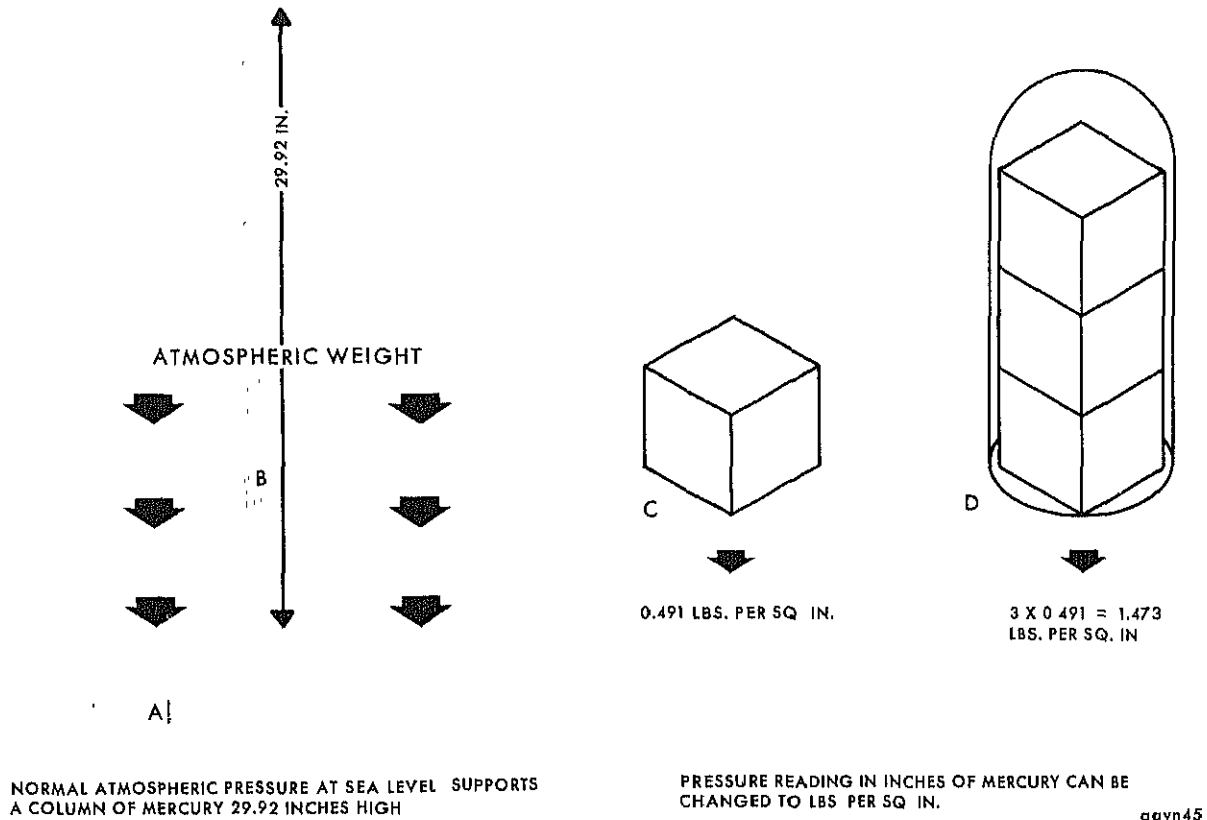 29.92 IN.
ATMOSPHERIC WEIGHT
B
A
C
D
0.491 LBS. PER SQ IN.
3 X 0 491 = 1.473
LBS. PER SQ. IN
NORMAL ATMOSPHERIC PRESSURE AT SEA LEVEL SUPPORTS
A COLUMN OF MERCURY 29.92 INCHES HIGH
PRESSURE READING IN INCHES OF MERCURY CAN BE
CHANGED TO LBS PER SQ IN.
agvn45